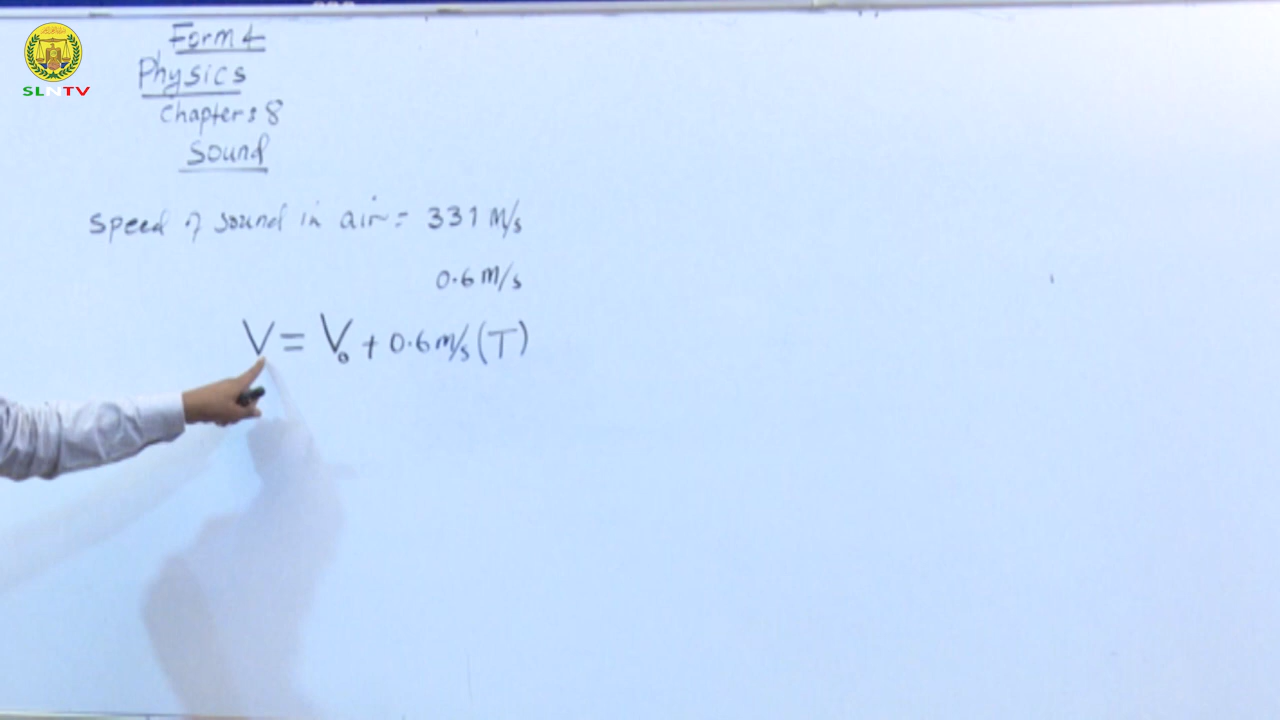 SLNTV
Form 4
Physics
Chapter: 8
Sound
Speed of sound in air = 331 m/s
0.6 m/s
V = V₀ + 0.6 m/s (T)